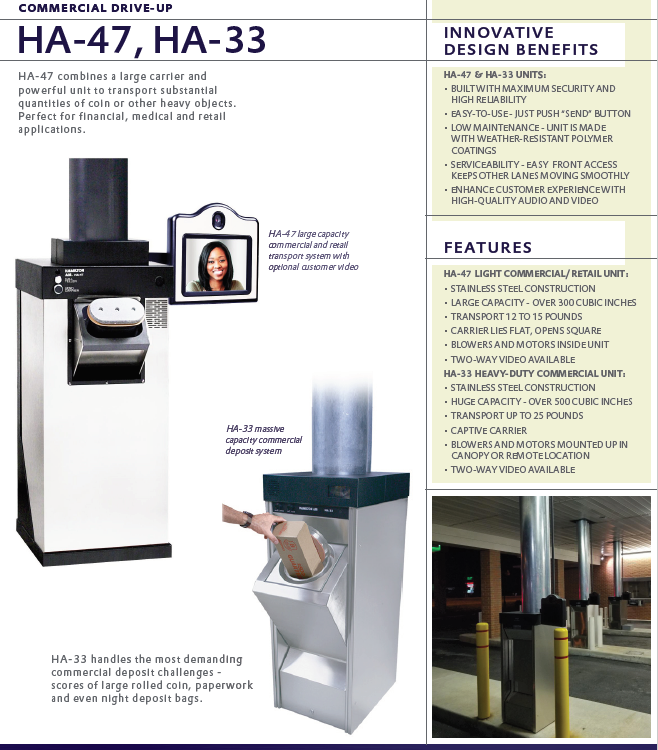 COMMERCIAL DRIVE-UP
HA-47, HA-33
HA-47 combines a large carrier and
powerful unit to transport substantial
quantities of coin or other heavy objects.
Perfect for financial, medical and retail
applications.
HA-47 large capacity
commercial and retail
transport system with
optional customer video
HAMILTON
HA-33 massive
capacity commercial
deposit system
HA-33 handles the most demanding
commercial deposit challenges -
scores of large rolled coin, paperwork
and even night deposit bags.
INNOVATIVE
DESIGN BENEFITS
HA-47 & HA-33 UNITS:
• BUILT WITH MAXIMUM SECURITY AND
HIGH RELIABILITY
• EASY-TO-USE - JUST PUSH “SEND” BUTTON
• LOW MAINTENANCE - UNIT IS MADE
WITH WEATHER-RESISTANT POLYMER
COATINGS
• SERVICEABILITY - EASY FRONT ACCESS
KEEPS OTHER LANES MOVING SMOOTHLY
• ENHANCE CUSTOMER EXPERIENCE WITH
HIGH-QUALITY AUDIO AND VIDEO
FEATURES
HA-47 LIGHT COMMERCIAL/ RETAIL UNIT:
• STAINLESS STEEL CONSTRUCTION
• LARGE CAPACITY - OVER 300 CUBIC INCHES
• TRANSPORT 12 TO 15 POUNDS
• CARRIER LIES FLAT, OPENS SQUARE
• BLOWERS AND MOTORS INSIDE UNIT
• TWO-WAY VIDEO AVAILABLE
HA-33 HEAVY-DUTY COMMERCIAL UNIT:
• STAINLESS STEEL CONSTRUCTION
• HUGE CAPACITY - OVER 500 CUBIC INCHES
• TRANSPORT UP TO 25 POUNDS
• CAPTIVE CARRIER
• BLOWERS AND MOTORS MOUNTED UP IN
CANOPY OR REMOTE LOCATION
• TWO-WAY VIDEO AVAILABLE